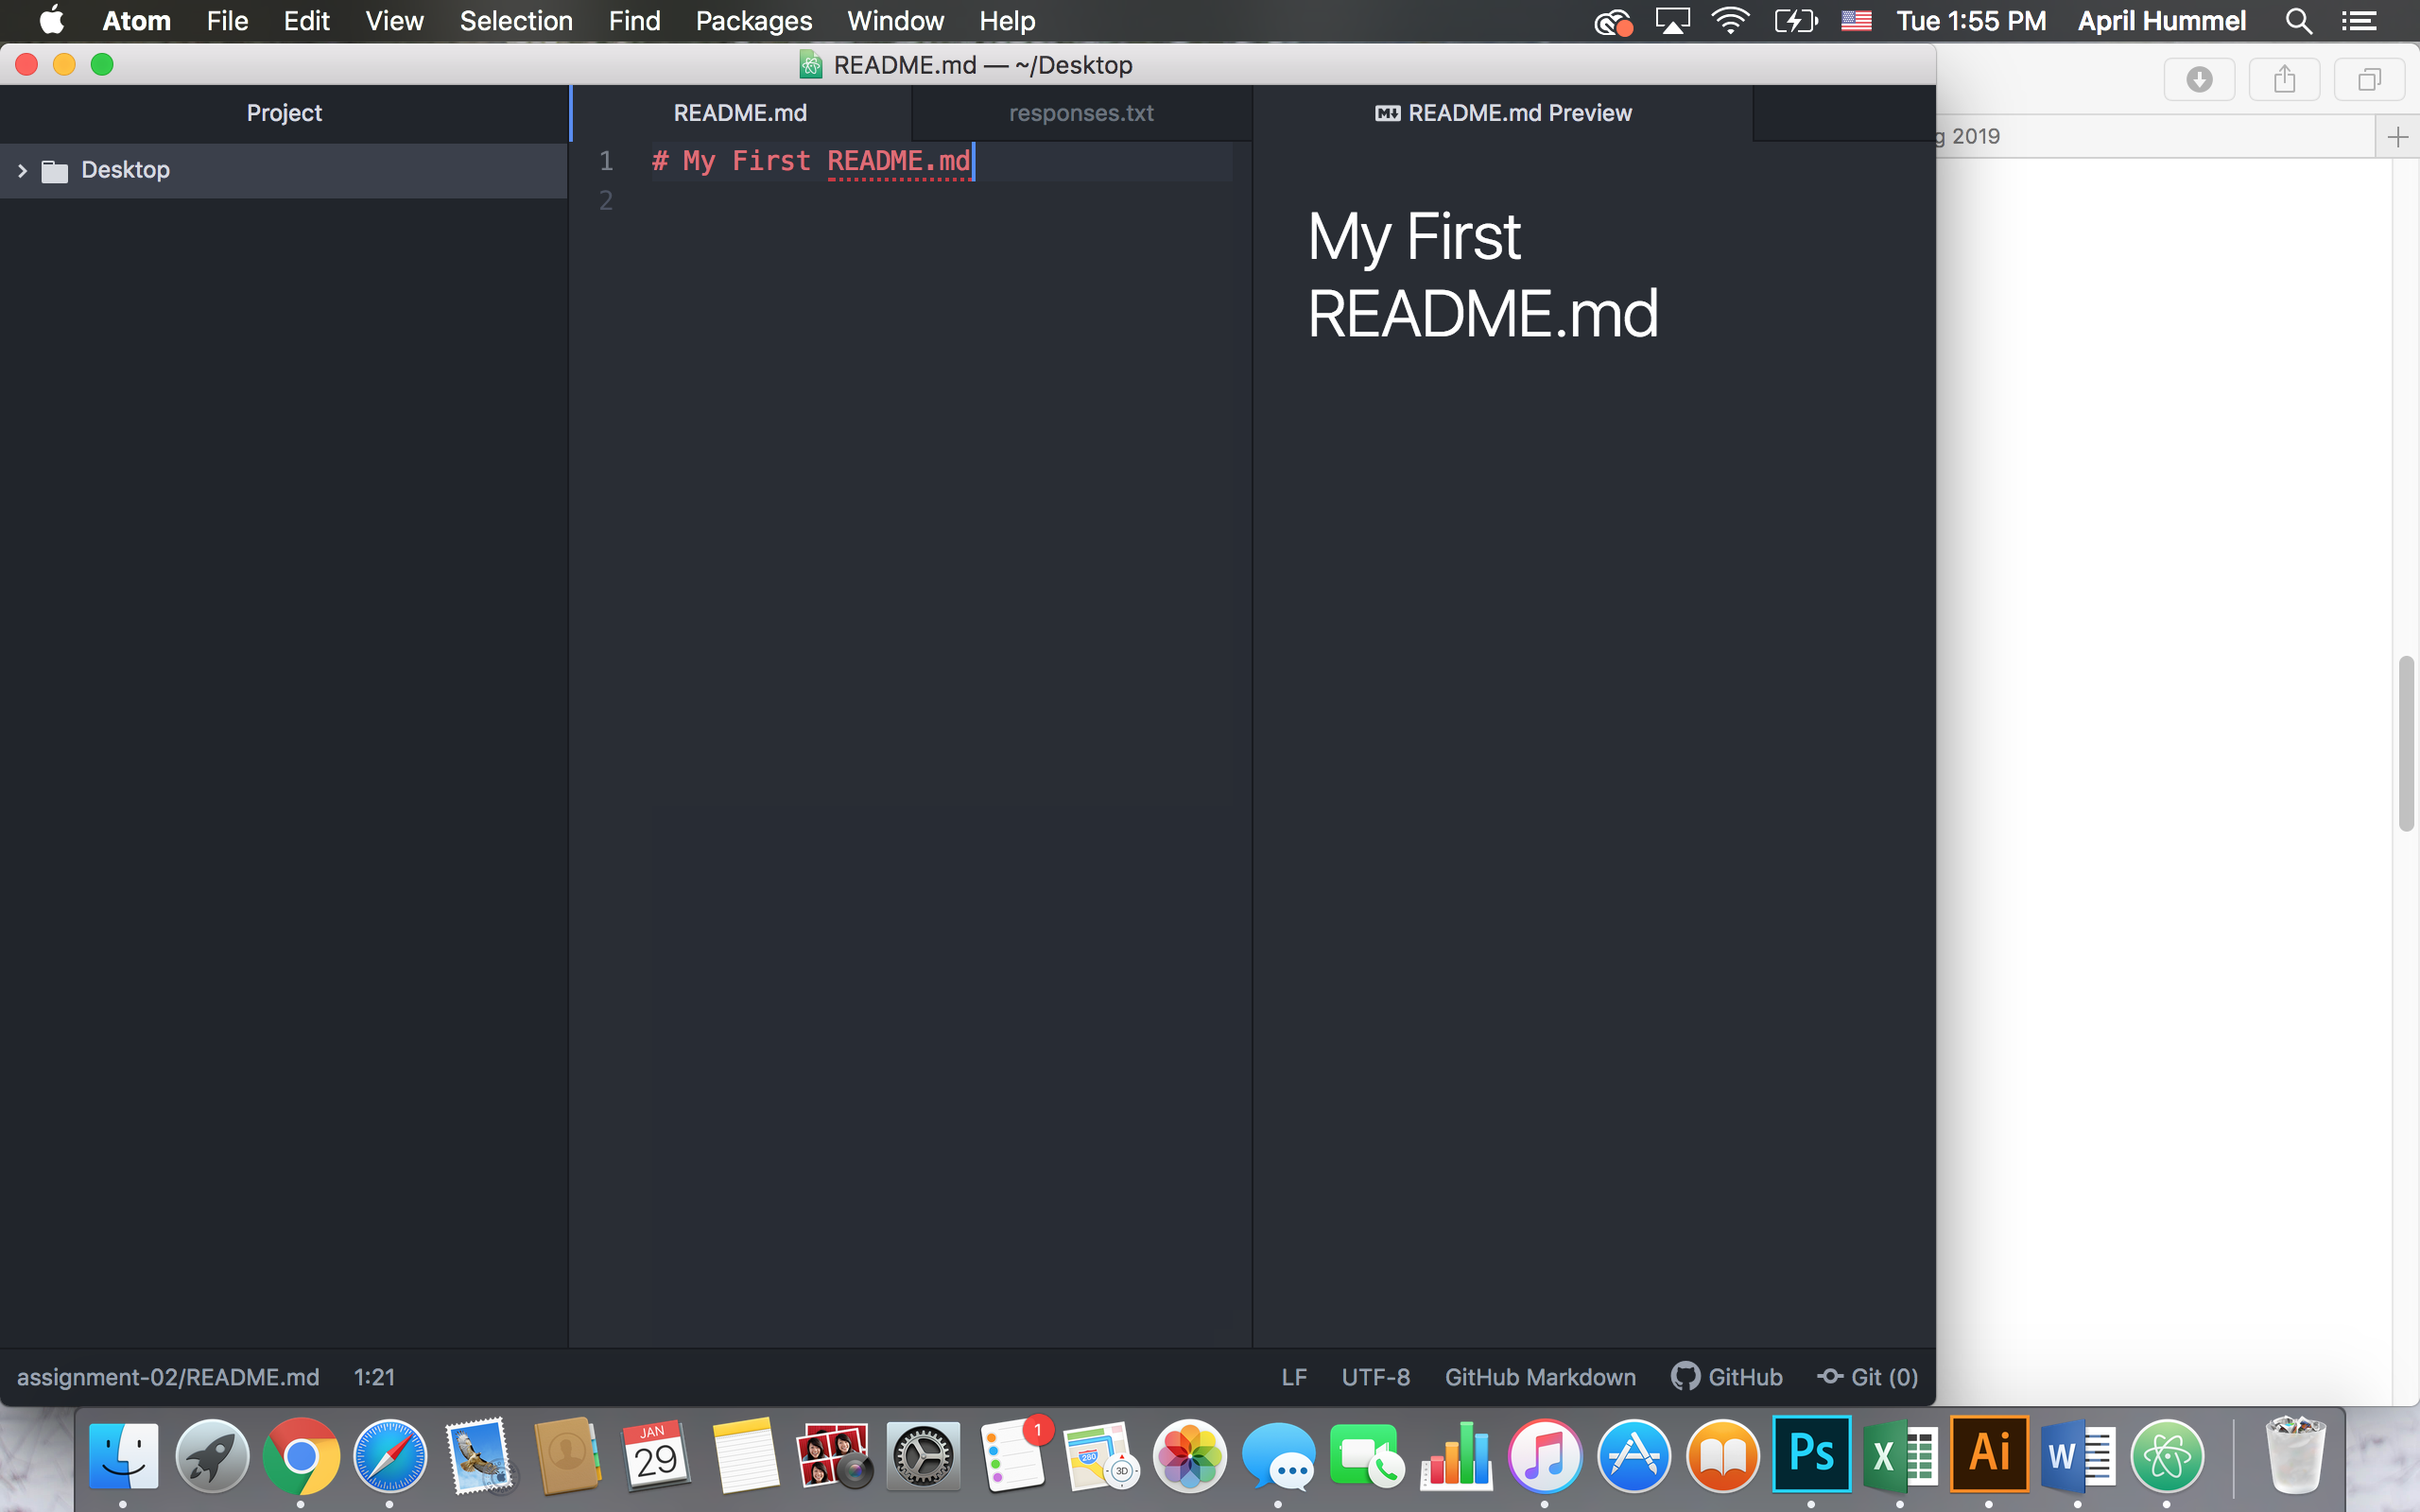 Atom File Edit View Selection Find Packages Window Help Tue 1:55 PM April Hummel
README.md — ~/Desktop
g 2019
Project
README.md
responses.txt
README.md Preview
Desktop
1 # My First README.md
2
My First
README.md
assignment-02/README.md 1:21
LF UTF-8 GitHub Markdown GitHub Git (0)
JAN
29
1
280
3D
Ps
X
Ai
W